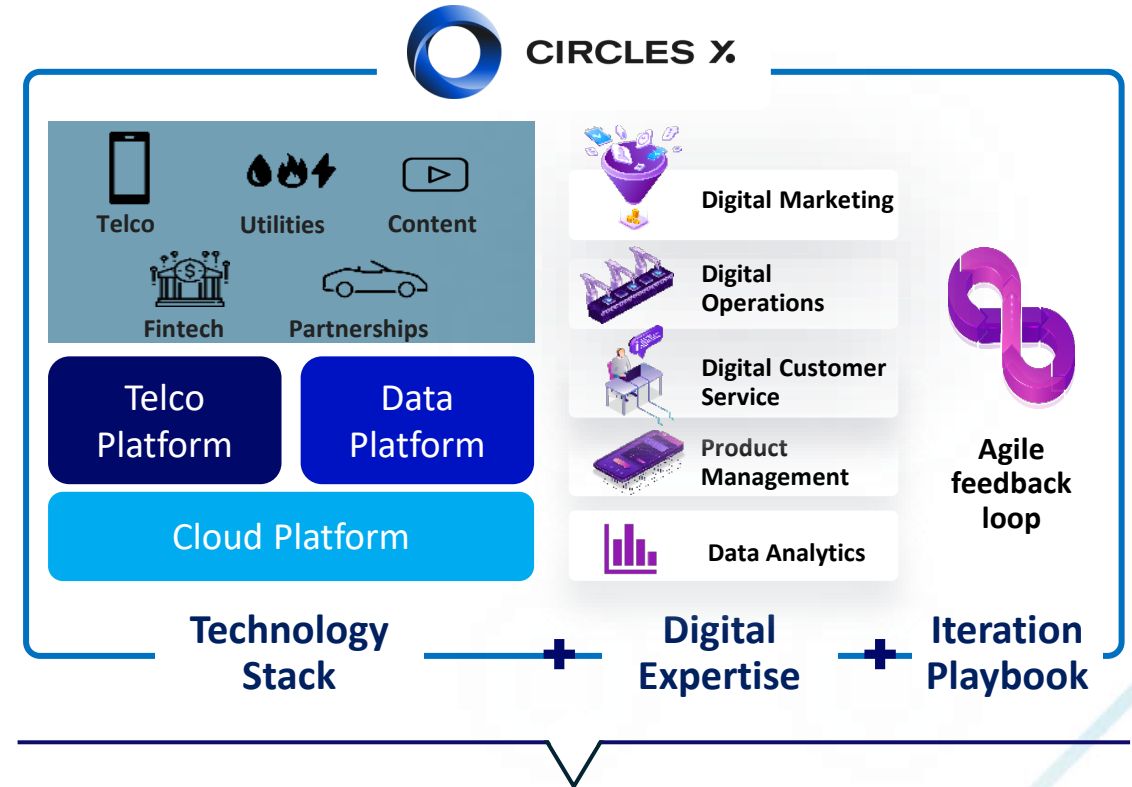 CIRCLES X
Telco
Utilities
Content
Fintech
Partnerships
Telco
Platform
Data
Platform
Cloud Platform
Digital Marketing
Digital
Operations
Digital Customer
Service
Product
Management
Data Analytics
Agile
feedback
loop
Technology
Stack
+
Digital
Expertise
+
Iteration
Playbook